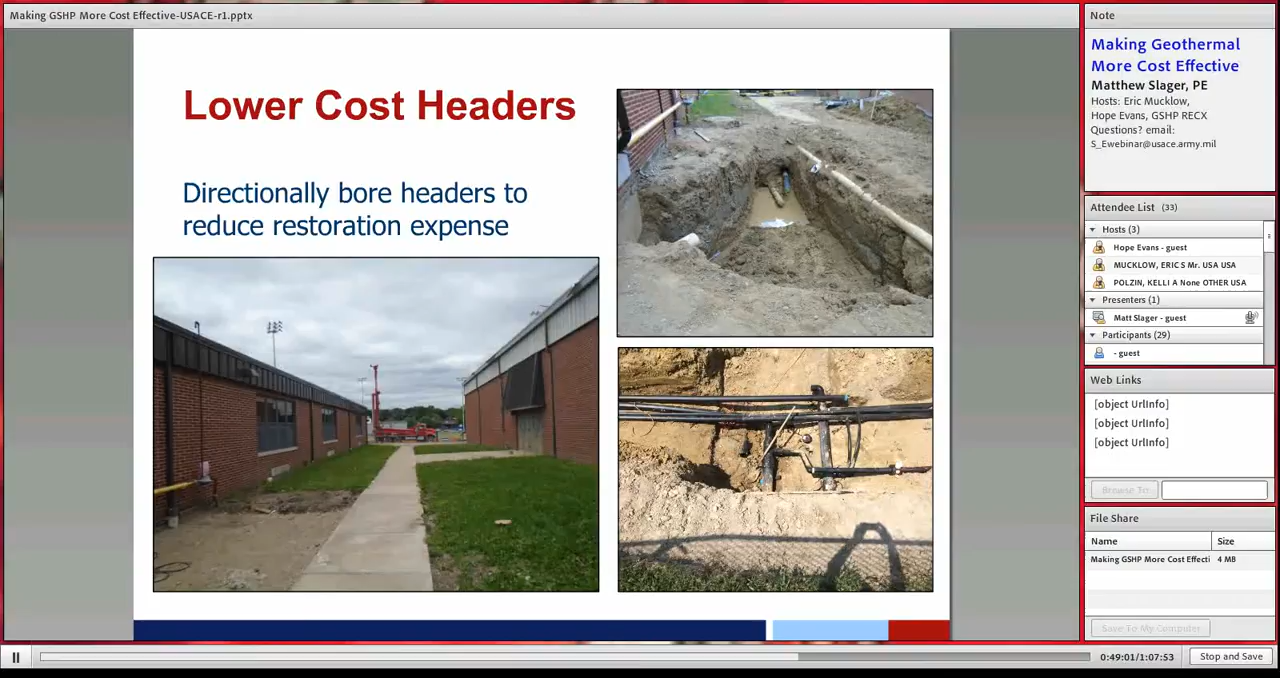 Making GSHP More Cost Effective-USACE-r1.pptx
Lower Cost Headers
Directionally bore headers to
reduce restoration expense
Note
Making Geothermal
More Cost Effective
Matthew Slager, PE
Hosts: Eric Mucklow,
Hope Evans, GSHP RECX
Questions? email:
S_Ewebinar@usace.army.mil
Attendee List (33)
Hosts (3)
Hope Evans - guest
MUCKLOW, ERIC S Mr. USA USA
POLZIN, KELLI A None OTHER USA
Presenters (1)
Matt Slager - guest
Participants (29)
- guest
Web Links
[object UrlInfo]
[object UrlInfo]
[object UrlInfo]
Browse To
File Share
Name Size
Making GSHP More Cost Effecti 4 MB
Save To My Computer
0:49:01/1:07:53 Stop and Save